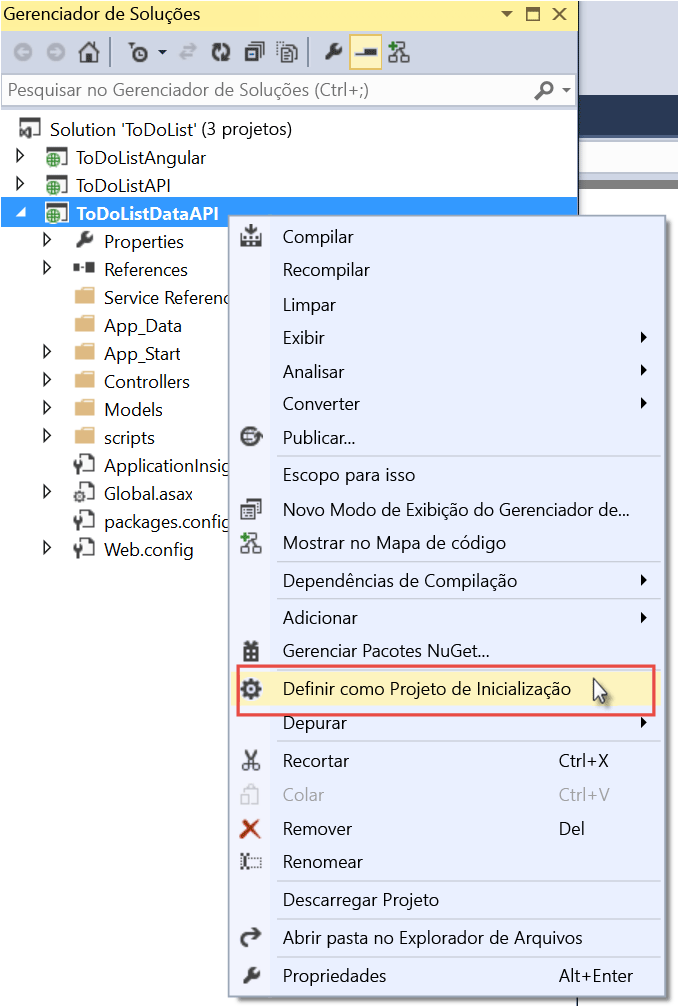 Gerenciador de Soluções
Pesquisar no Gerenciador de Soluções (Ctrl+;)
Solution 'ToDoList' (3 projetos)
ToDoListAngular
ToDoListAPI
ToDoListDataAPI
Properties
References
Service Referenc
App_Data
App_Start
Controllers
Models
scripts
ApplicationInsig
Global.asax
packages.config
Web.config
Compilar
Recompilar
Limpar
Exibir
Analisar
Converter
Publicar...
Escopo para isso
Novo Modo de Exibição do Gerenciador de...
Mostrar no Mapa de código
Dependências de Compilação
Adicionar
Gerenciar Pacotes NuGet...
Definir como Projeto de Inicialização
Depurar
Recortar Ctrl+X
Colar Ctrl+V
Remover Del
Renomear
Descarregar Projeto
Abrir pasta no Explorador de Arquivos
Propriedades Alt+Enter